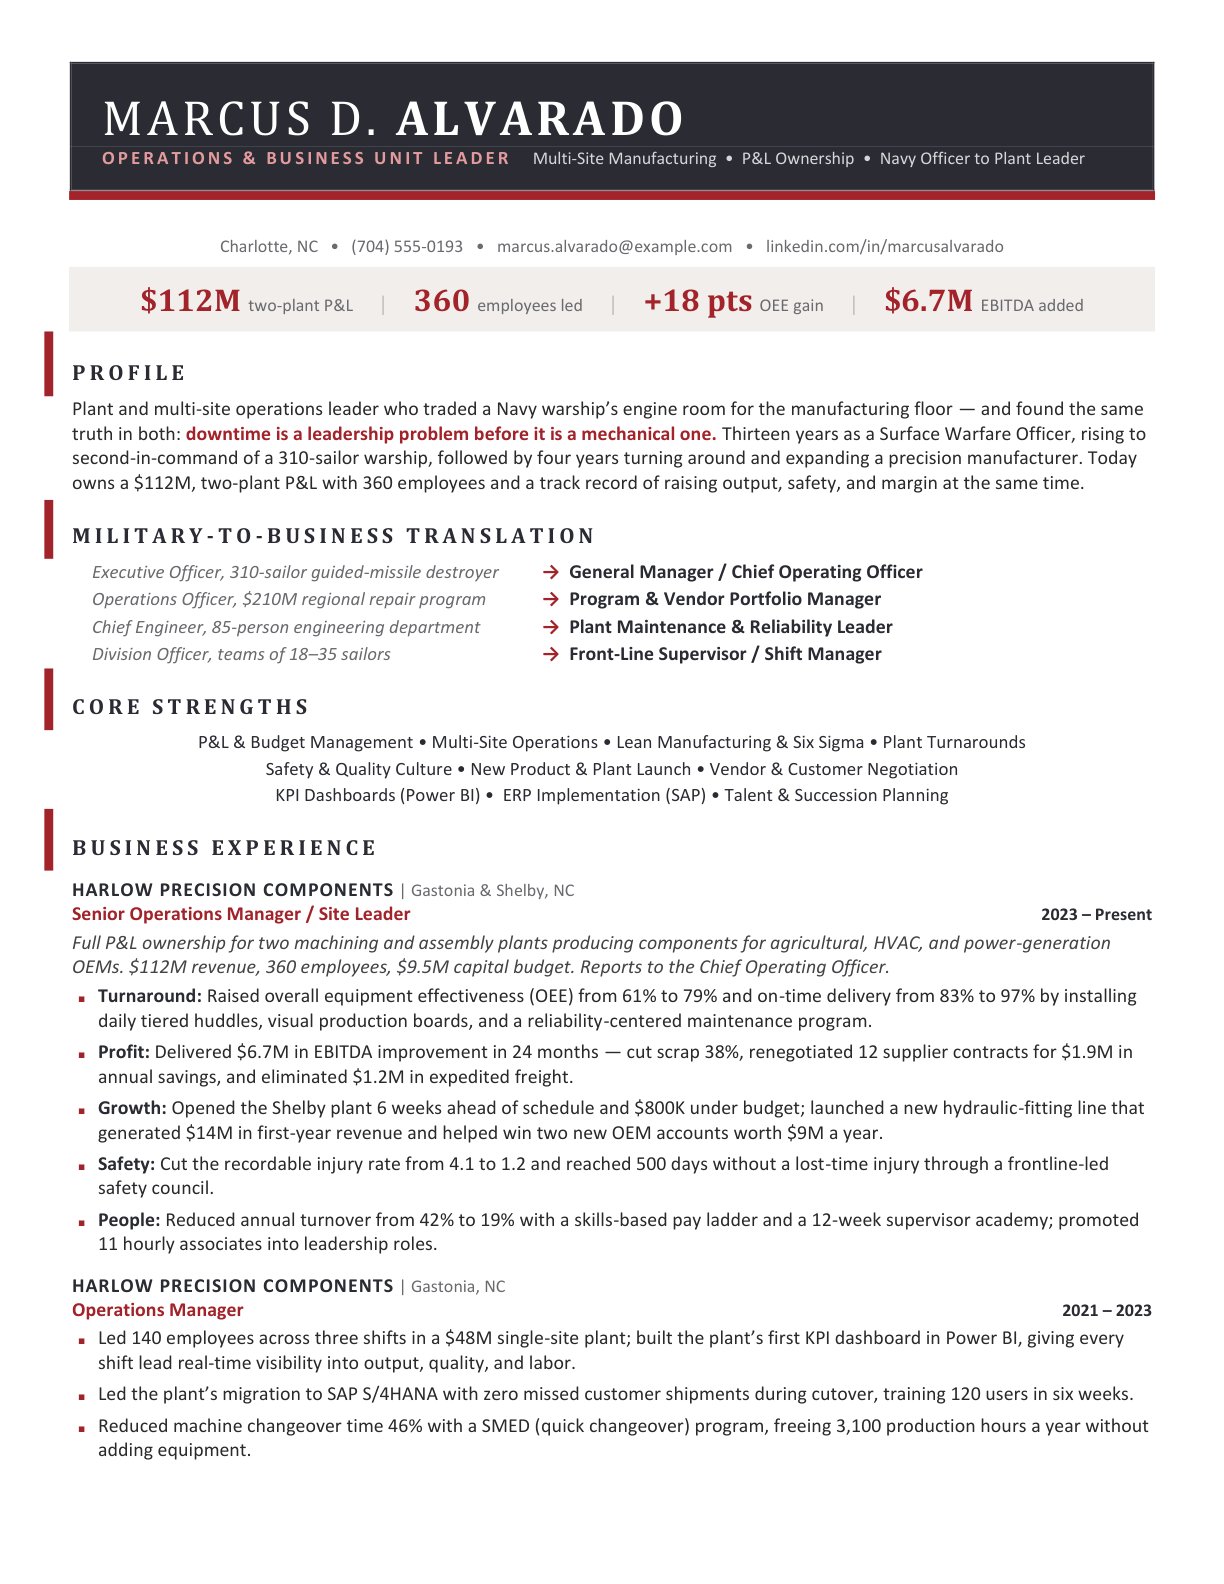 MARCUS D. ALVARADO
OPERATIONS & BUSINESS UNIT LEADER Multi-Site Manufacturing • P&L Ownership • Navy Officer to Plant Leader
Charlotte, NC • (704) 555-0193 • marcus.alvarado@example.com • linkedin.com/in/marcusalvarado
$112M two-plant P&L | 360 employees led | +18 pts OEE gain | $6.7M EBITDA added
PROFILE
Plant and multi-site operations leader who traded a Navy warship’s engine room for the manufacturing floor — and found the same
truth in both: downtime is a leadership problem before it is a mechanical one. Thirteen years as a Surface Warfare Officer, rising to
second-in-command of a 310-sailor warship, followed by four years turning around and expanding a precision manufacturer. Today
owns a $112M, two-plant P&L with 360 employees and a track record of raising output, safety, and margin at the same time.
MILITARY-TO-BUSINESS TRANSLATION
Executive Officer, 310-sailor guided-missile destroyer → General Manager / Chief Operating Officer
Operations Officer, $210M regional repair program → Program & Vendor Portfolio Manager
Chief Engineer, 85-person engineering department → Plant Maintenance & Reliability Leader
Division Officer, teams of 18–35 sailors → Front-Line Supervisor / Shift Manager
CORE STRENGTHS
P&L & Budget Management • Multi-Site Operations • Lean Manufacturing & Six Sigma • Plant Turnarounds
Safety & Quality Culture • New Product & Plant Launch • Vendor & Customer Negotiation
KPI Dashboards (Power BI) • ERP Implementation (SAP) • Talent & Succession Planning
BUSINESS EXPERIENCE
HARLOW PRECISION COMPONENTS | Gastonia & Shelby, NC
Senior Operations Manager / Site Leader 2023 – Present
Full P&L ownership for two machining and assembly plants producing components for agricultural, HVAC, and power-generation
OEMs. $112M revenue, 360 employees, $9.5M capital budget. Reports to the Chief Operating Officer.
▪ Turnaround: Raised overall equipment effectiveness (OEE) from 61% to 79% and on-time delivery from 83% to 97% by installing
daily tiered huddles, visual production boards, and a reliability-centered maintenance program.
▪ Profit: Delivered $6.7M in EBITDA improvement in 24 months — cut scrap 38%, renegotiated 12 supplier contracts for $1.9M in
annual savings, and eliminated $1.2M in expedited freight.
▪ Growth: Opened the Shelby plant 6 weeks ahead of schedule and $800K under budget; launched a new hydraulic-fitting line that
generated $14M in first-year revenue and helped win two new OEM accounts worth $9M a year.
▪ Safety: Cut the recordable injury rate from 4.1 to 1.2 and reached 500 days without a lost-time injury through a frontline-led
safety council.
▪ People: Reduced annual turnover from 42% to 19% with a skills-based pay ladder and a 12-week supervisor academy; promoted
11 hourly associates into leadership roles.
HARLOW PRECISION COMPONENTS | Gastonia, NC
Operations Manager 2021 – 2023
▪ Led 140 employees across three shifts in a $48M single-site plant; built the plant’s first KPI dashboard in Power BI, giving every
shift lead real-time visibility into output, quality, and labor.
▪ Led the plant’s migration to SAP S/4HANA with zero missed customer shipments during cutover, training 120 users in six weeks.
▪ Reduced machine changeover time 46% with a SMED (quick changeover) program, freeing 3,100 production hours a year without
adding equipment.